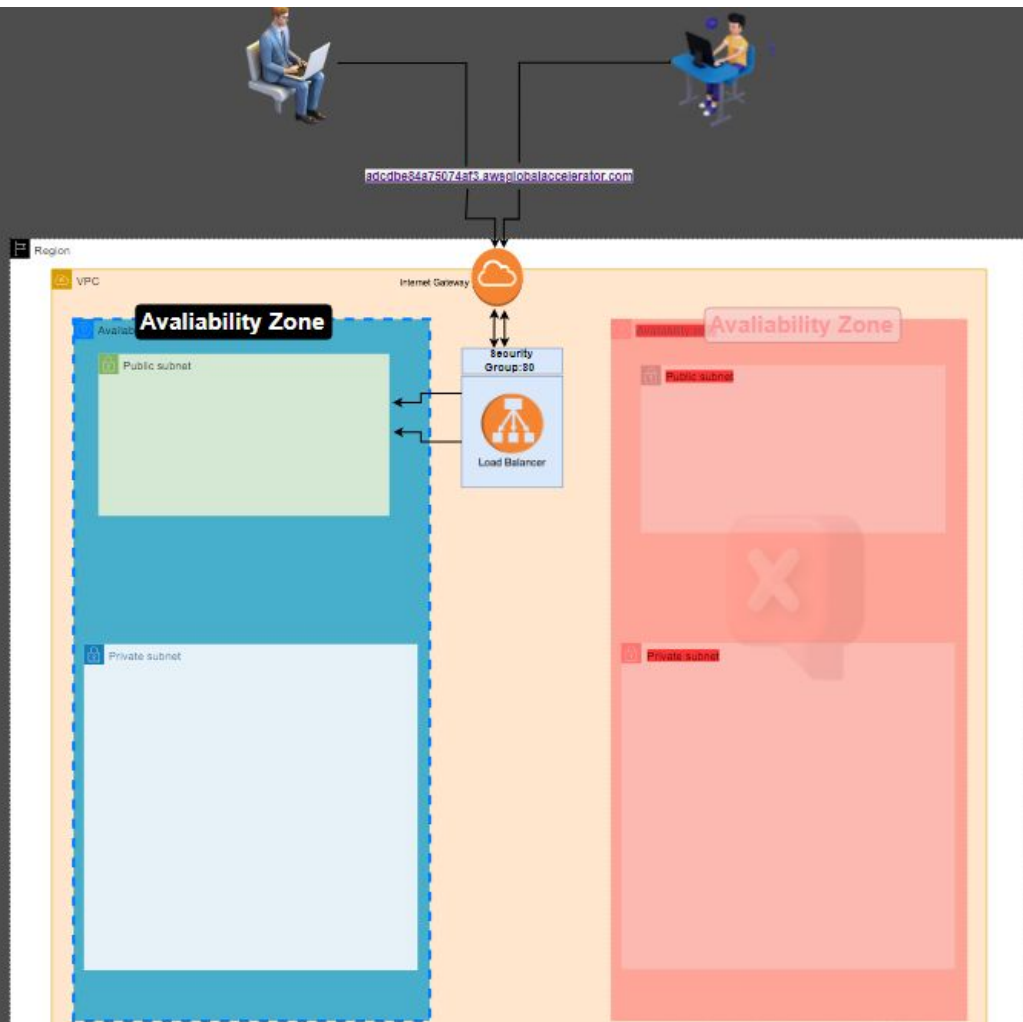 adcdbe84a75074af3.awsglobalaccelerator.com
Region
VPC
Internet Gateway
Avaliability Zone
Avaliability Zone
Public subnet
Security
Group:80
Public subnet
Load Balancer
Private subnet
Private subnet